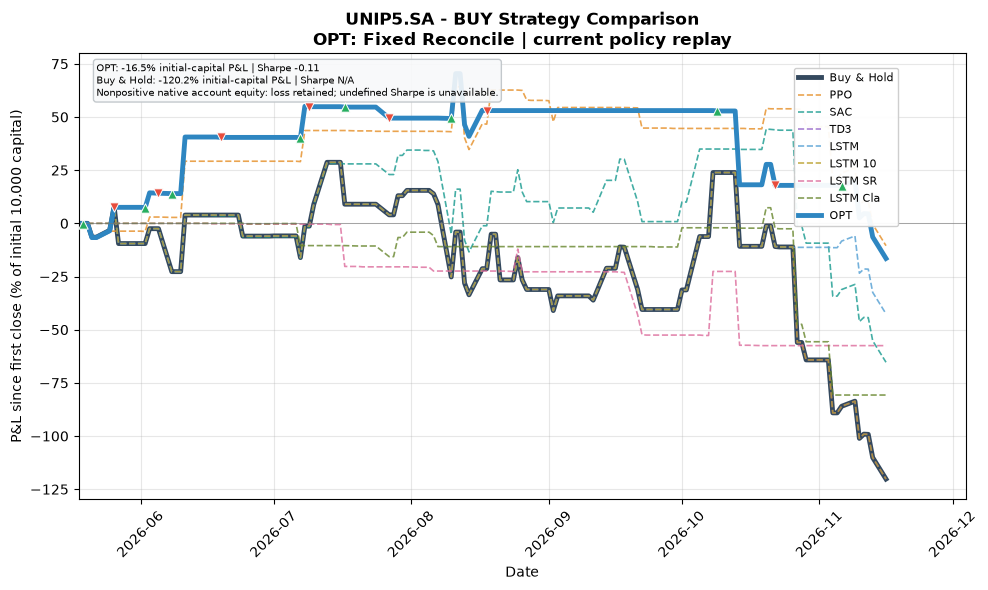 UNIP5.SA - BUY Strategy Comparison
OPT: Fixed Reconcile | current policy replay
OPT: -16.5% initial-capital P&L | Sharpe -0.11
Buy & Hold: -120.2% initial-capital P&L | Sharpe N/A
Nonpositive native account equity: loss retained; undefined Sharpe is unavailable.
Buy & Hold
PPO
SAC
TD3
LSTM
LSTM 10
LSTM SR
LSTM Cla
OPT
P&L since first close (% of initial 10,000 capital)
75
50
25
0
−25
−50
−75
−100
−125
2026-06
2026-07
2026-08
2026-09
2026-10
2026-11
2026-12
Date